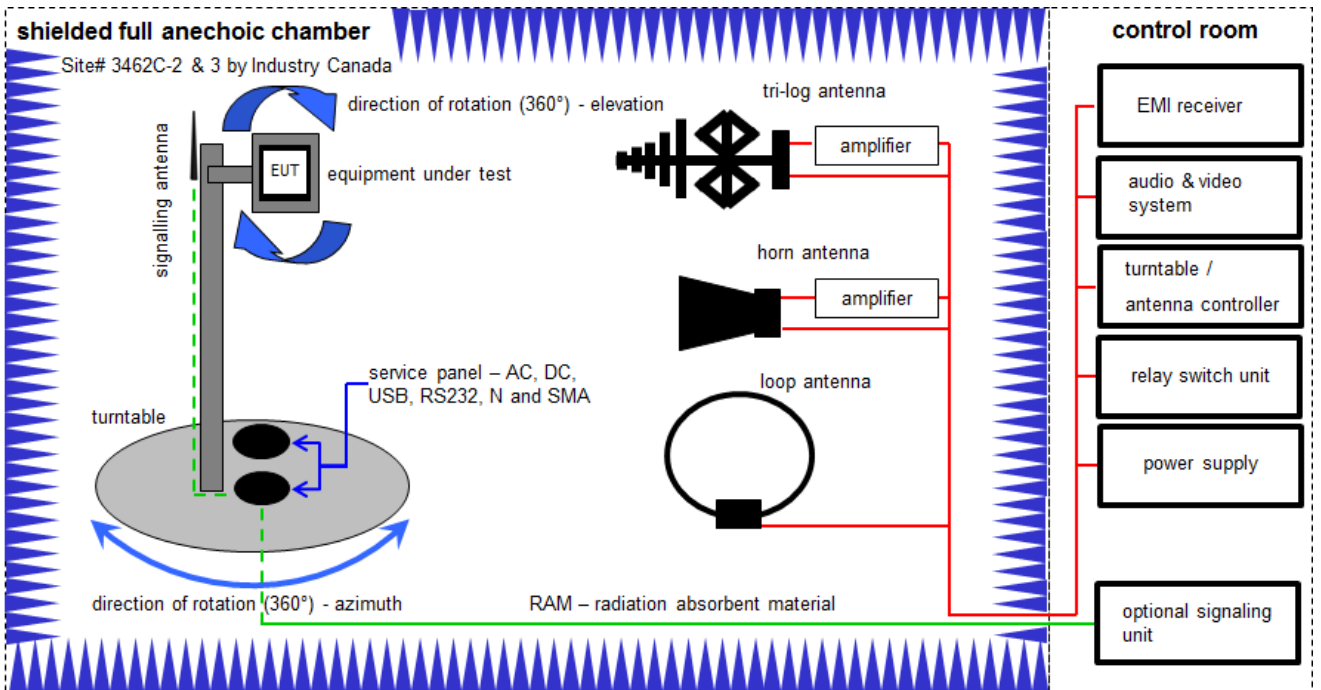 shielded full anechoic chamber
Site# 3462C-2 & 3 by Industry Canada
direction of rotation (360°) - elevation
signalling antenna
EUT
equipment under test
tri-log antenna
amplifier
horn antenna
amplifier
loop antenna
service panel – AC, DC,
USB, RS232, N and SMA
turntable
direction of rotation (360°) - azimuth
RAM – radiation absorbent material
control room
EMI receiver
audio & video
system
turntable /
antenna controller
relay switch unit
power supply
optional signaling
unit